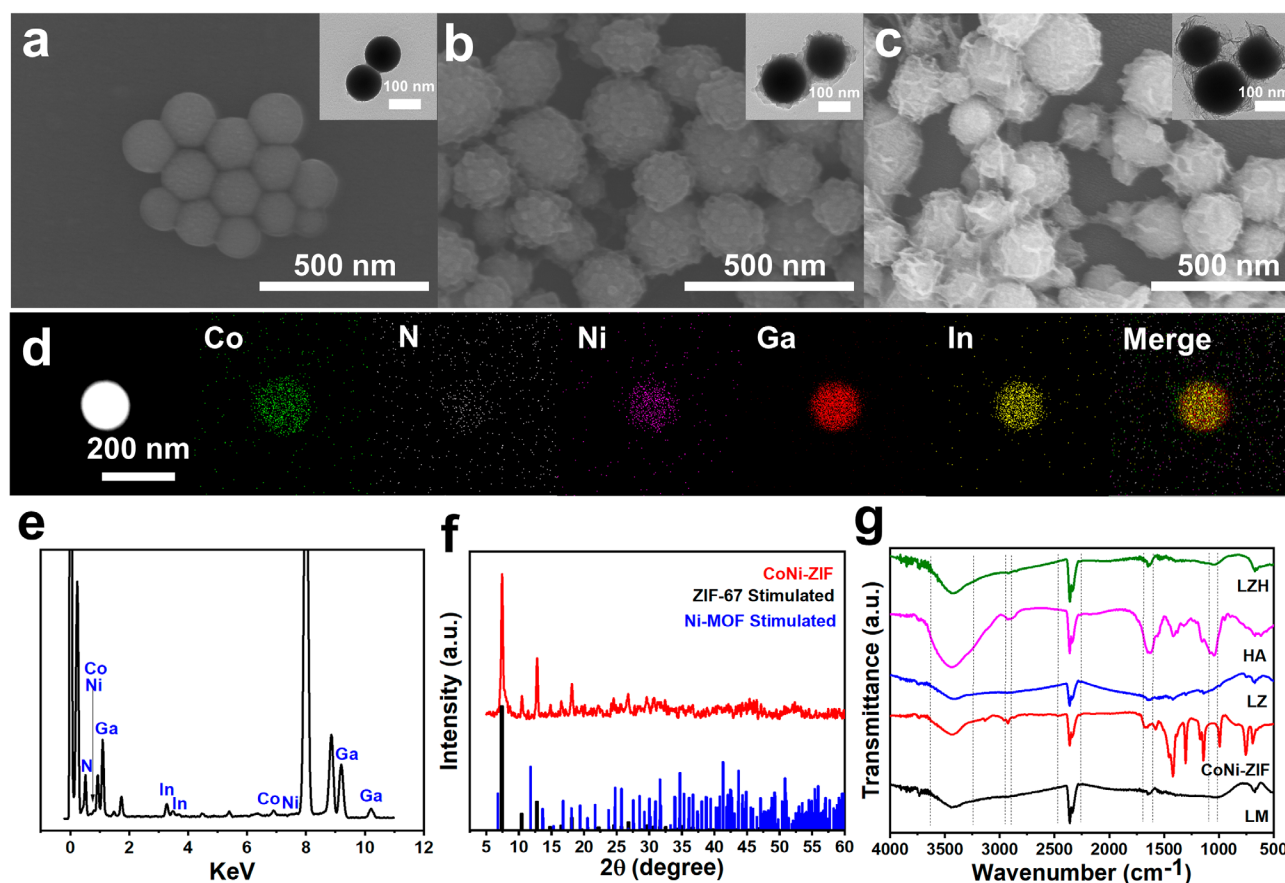 a
100 nm
500 nm
b
100 nm
500 nm
c
100 nm
500 nm
d
200 nm
Co
N
Ni
Ga
In
Merge
e
Co
Ni
N
Ga
In
In
Co
Ni
Ga
Ga
0 2 4 6 8 10 12
KeV
f
Intensity (a.u.)
CoNi-ZIF
ZIF-67 Stimulated
Ni-MOF Stimulated
5 10 15 20 25 30 35 40 45 50 55 60
2θ (degree)
g
Transmittance (a.u.)
LZH
HA
LZ
CoNi-ZIF
LM
4000 3500 3000 2500 2000 1500 1000 500
Wavenumber (cm⁻¹)